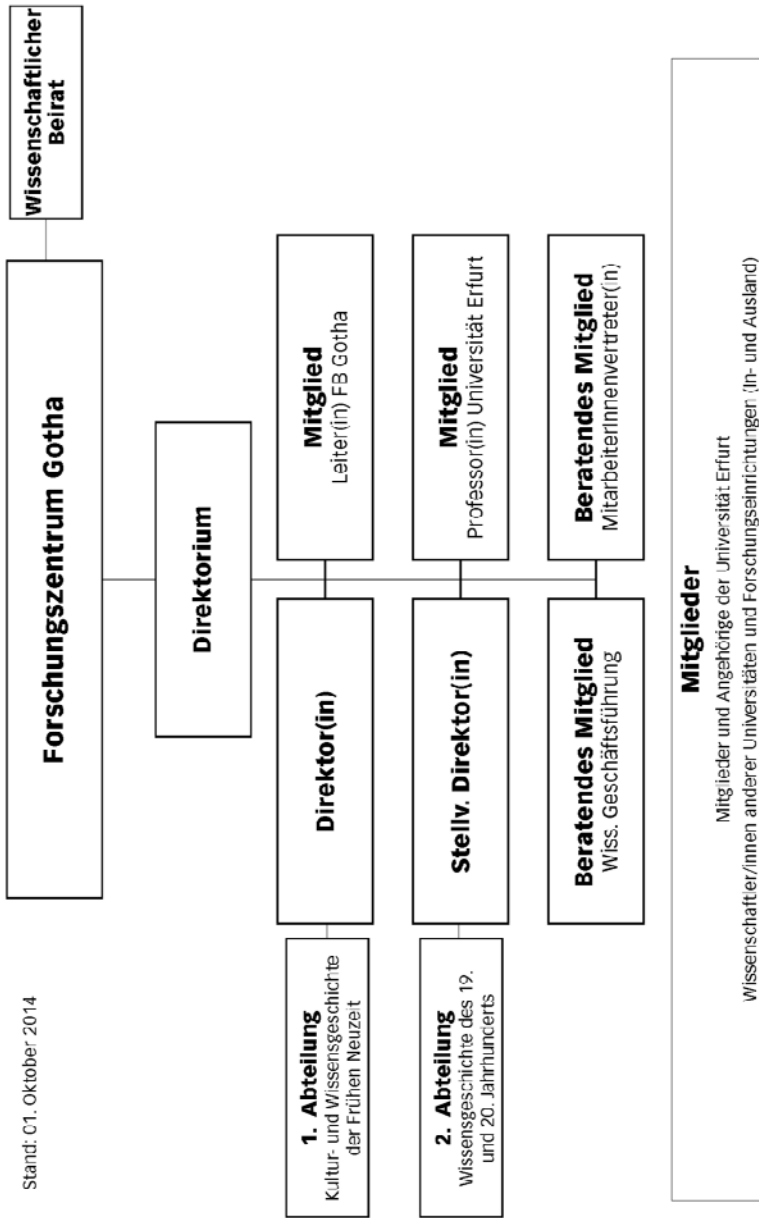 Stand: 01. Oktober 2014
Forschungszentrum Gotha
Wissenschaftlicher
Beirat
Direktorium
1. Abteilung
Kultur- und Wissensgeschichte
der Frühen Neuzeit
Direktor(in)
Mitglied
Leiter(in) FB Gotha
2. Abteilung
Wissensgeschichte des 19.
und 20. Jahrhunderts
Stellv. Direktor(in)
Mitglied
Professor(in) Universität Erfurt
Beratendes Mitglied
Wiss. Geschäftsführung
Beratendes Mitglied
MitarbeiterInnenvertreter(in)
Mitglieder
Mitglieder und Angehörige der Universität Erfurt
Wissenschaftler/innen anderer Universitäten und Forschungseinrichtungen (In- und Ausland)